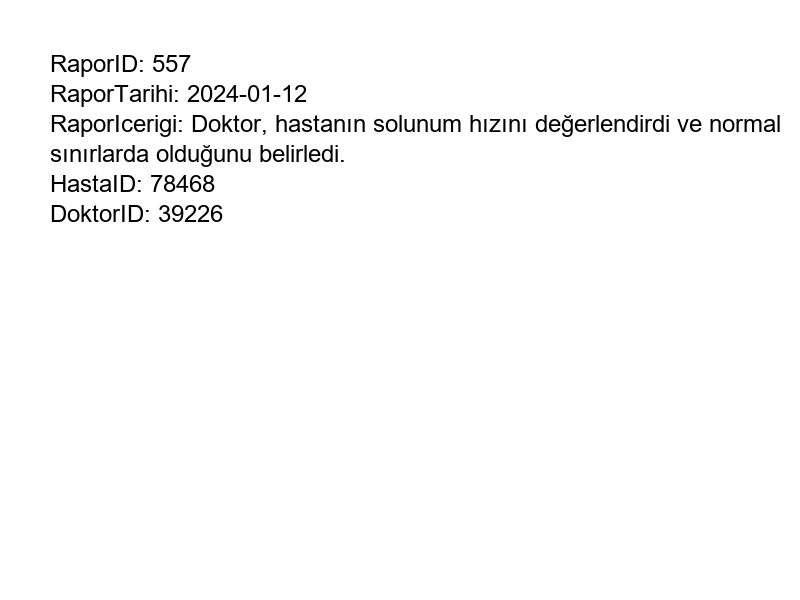 RaporID: 557
RaporTarihi: 2024-01-12
RaporIcerigi: Doktor, hastanın solunum hızını değerlendirdi ve normal
sınırlarda olduğunu belirledi.
HastaID: 78468
DoktorID: 39226